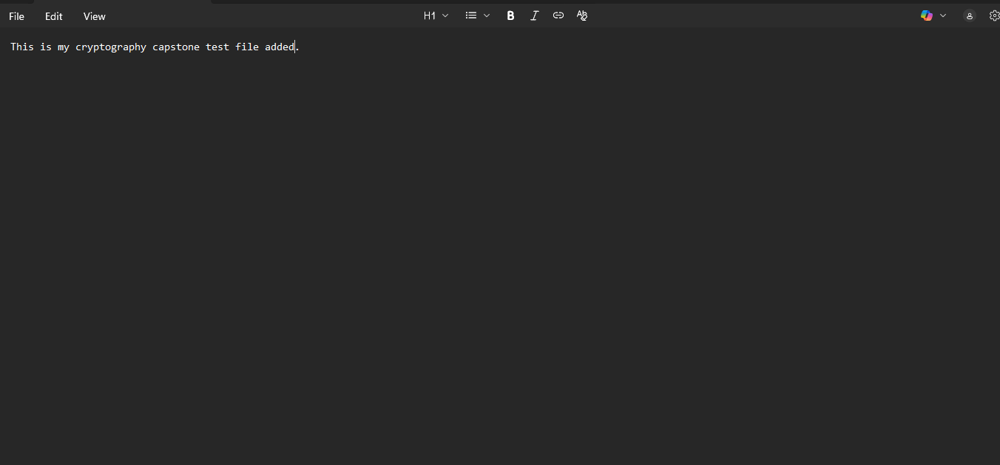 File Edit View H1 B I
This is my cryptography capstone test file added.